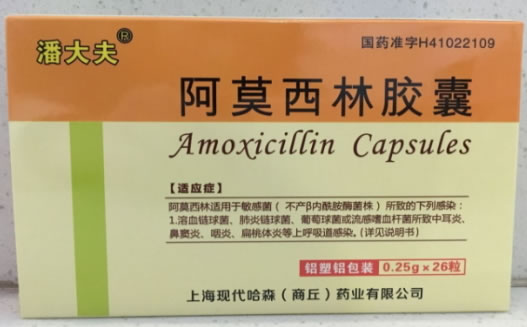 潘大夫®
国药准字H41022109
阿莫西林胶囊
Amoxicillin Capsules
【适应症】
阿莫西林适用于敏感菌（不产β内酰胺酶菌株）所致的下列感染：
1.溶血链球菌、肺炎链球菌、葡萄球菌或流感嗜血杆菌所致中耳炎、
鼻窦炎、咽炎、扁桃体炎等上呼吸道感染。（详见说明书）
铝塑铝包装 0.25g×26粒
上海现代哈森（商丘）药业有限公司